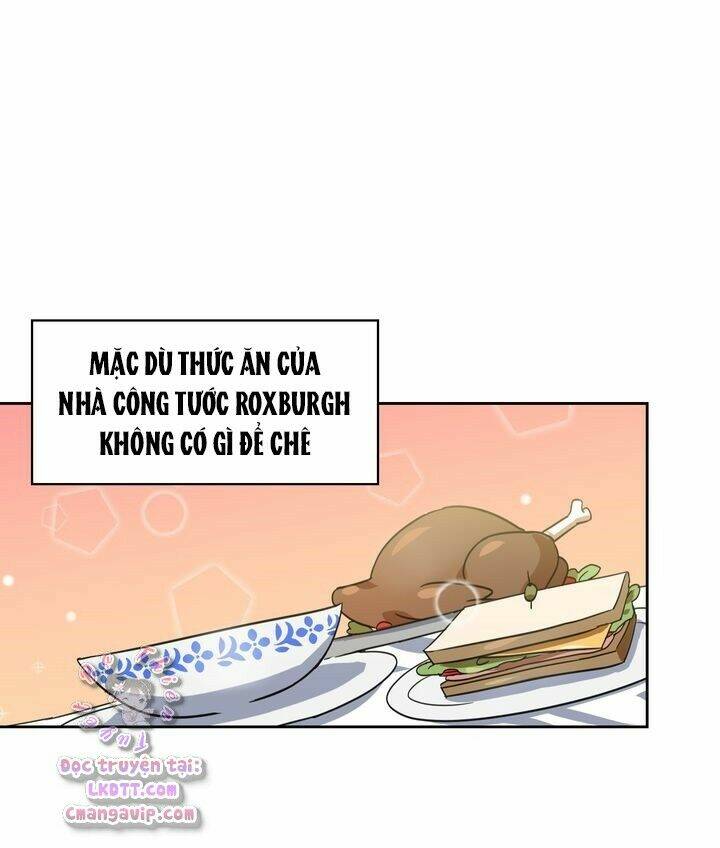 MẶC DÙ THỨC ĂN CỦA
NHÀ CÔNG TƯỚC ROXBURGH
KHÔNG CÓ GÌ ĐỂ CHÊ
Đọc truyện tại:
LKDTT.com
Cmangavip.com